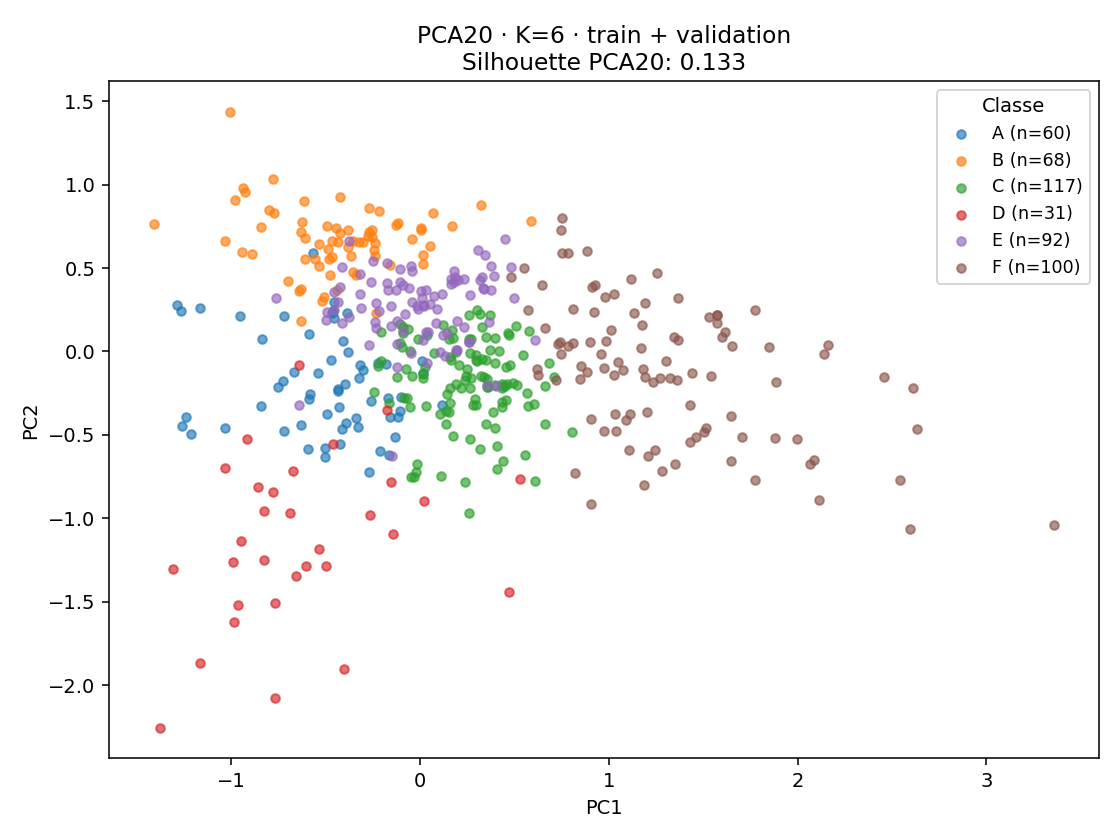 PCA20 · K=6 · train + validation
Silhouette PCA20: 0.133
Classe
A (n=60)
B (n=68)
C (n=117)
D (n=31)
E (n=92)
F (n=100)
1.5
1.0
0.5
0.0
−0.5
−1.0
−1.5
−2.0
PC2
−1 0 1 2 3
PC1